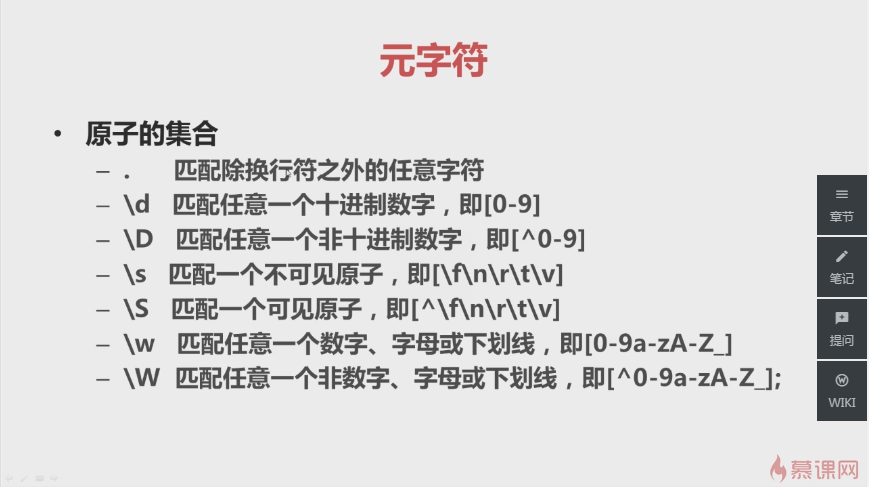 元字符
• 原子的集合
– . 匹配除换行符之外的任意字符
– \d 匹配任意一个十进制数字，即[0-9]
– \D 匹配任意一个非十进制数字，即[^0-9]
– \s 匹配一个不可见原子，即[\f\n\r\t\v]
– \S 匹配一个可见原子，即[^\f\n\r\t\v]
– \w 匹配任意一个数字、字母或下划线，即[0-9a-zA-Z_]
– \W 匹配任意一个非数字、字母或下划线，即[^0-9a-zA-Z_];
章节
笔记
提问
WIKI
慕课网